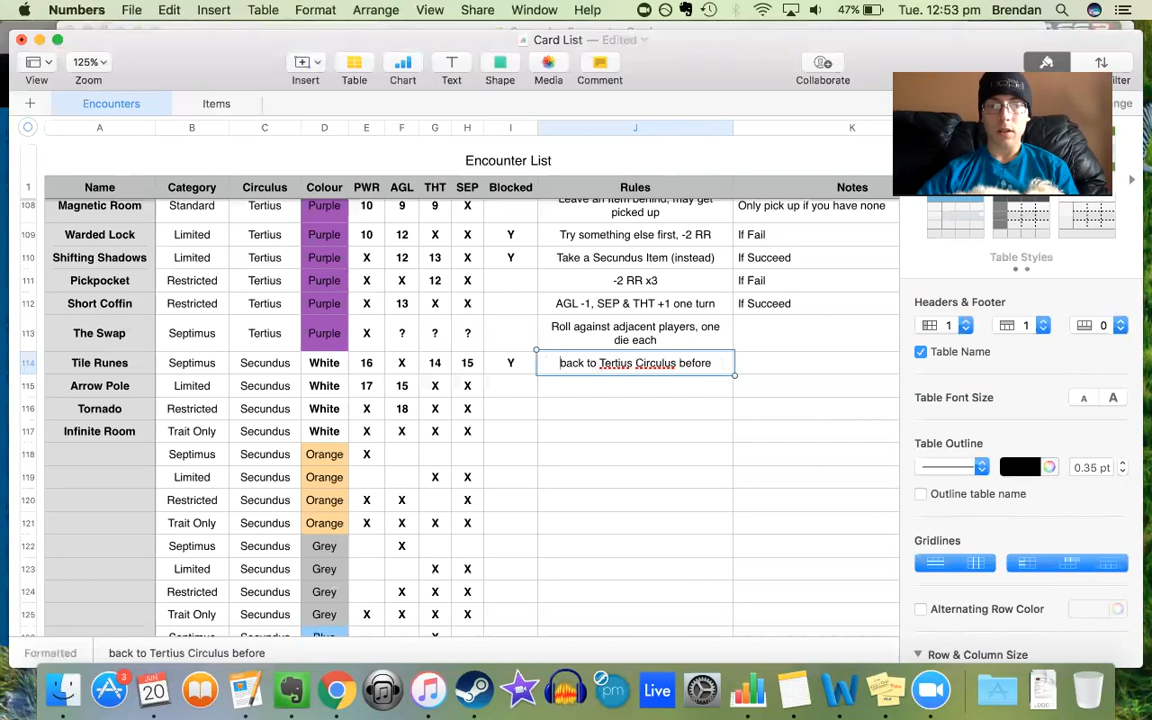 Numbers File Edit Insert Table Format Arrange View Share Window Help 47% Tue. 12:53 pm Brendan
Card List — Edited
125%
View Zoom Insert Table Chart Text Shape Media Comment Collaborate
Encounters Items
A B C D E F G H I J K
Encounter List
1 Name Category Circulus Colour PWR AGL THT SEP Blocked Rules Notes
108 Magnetic Room Standard Tertius Purple 10 9 9 X Leave an item behind, may get picked up Only pick up if you have none
109 Warded Lock Limited Tertius Purple 10 12 X X Y Try something else first, -2 RR If Fail
110 Shifting Shadows Limited Tertius Purple X 12 13 X Y Take a Secundus Item (instead) If Succeed
111 Pickpocket Restricted Tertius Purple X X 12 X -2 RR x3 If Fail
112 Short Coffin Restricted Tertius Purple X 13 X X AGL -1, SEP & THT +1 one turn If Succeed
113 The Swap Septimus Tertius Purple X ? ? ? Roll against adjacent players, one die each
114 Tile Runes Septimus Secundus White 16 X 14 15 Y back to Tertius Circulus before
115 Arrow Pole Limited Secundus White 17 15 X X
116 Tornado Restricted Secundus White X 18 X X
117 Infinite Room Trait Only Secundus White X X X X
118 Septimus Secundus Orange X
119 Limited Secundus Orange X X
120 Restricted Secundus Orange X X X
121 Trait Only Secundus Orange X X X X
122 Septimus Secundus Grey X
123 Limited Secundus Grey X X
124 Restricted Secundus Grey X X X
125 Trait Only Secundus Grey X X X X
Septimus Secundus Blue X
Table Styles
Headers & Footer
1 1 0
Table Name
Table Font Size A A
Table Outline
0.35 pt
Outline table name
Gridlines
Alternating Row Color
Row & Column Size
Formatted back to Tertius Circulus before
3
JUN
20
pm
Live
.DOC